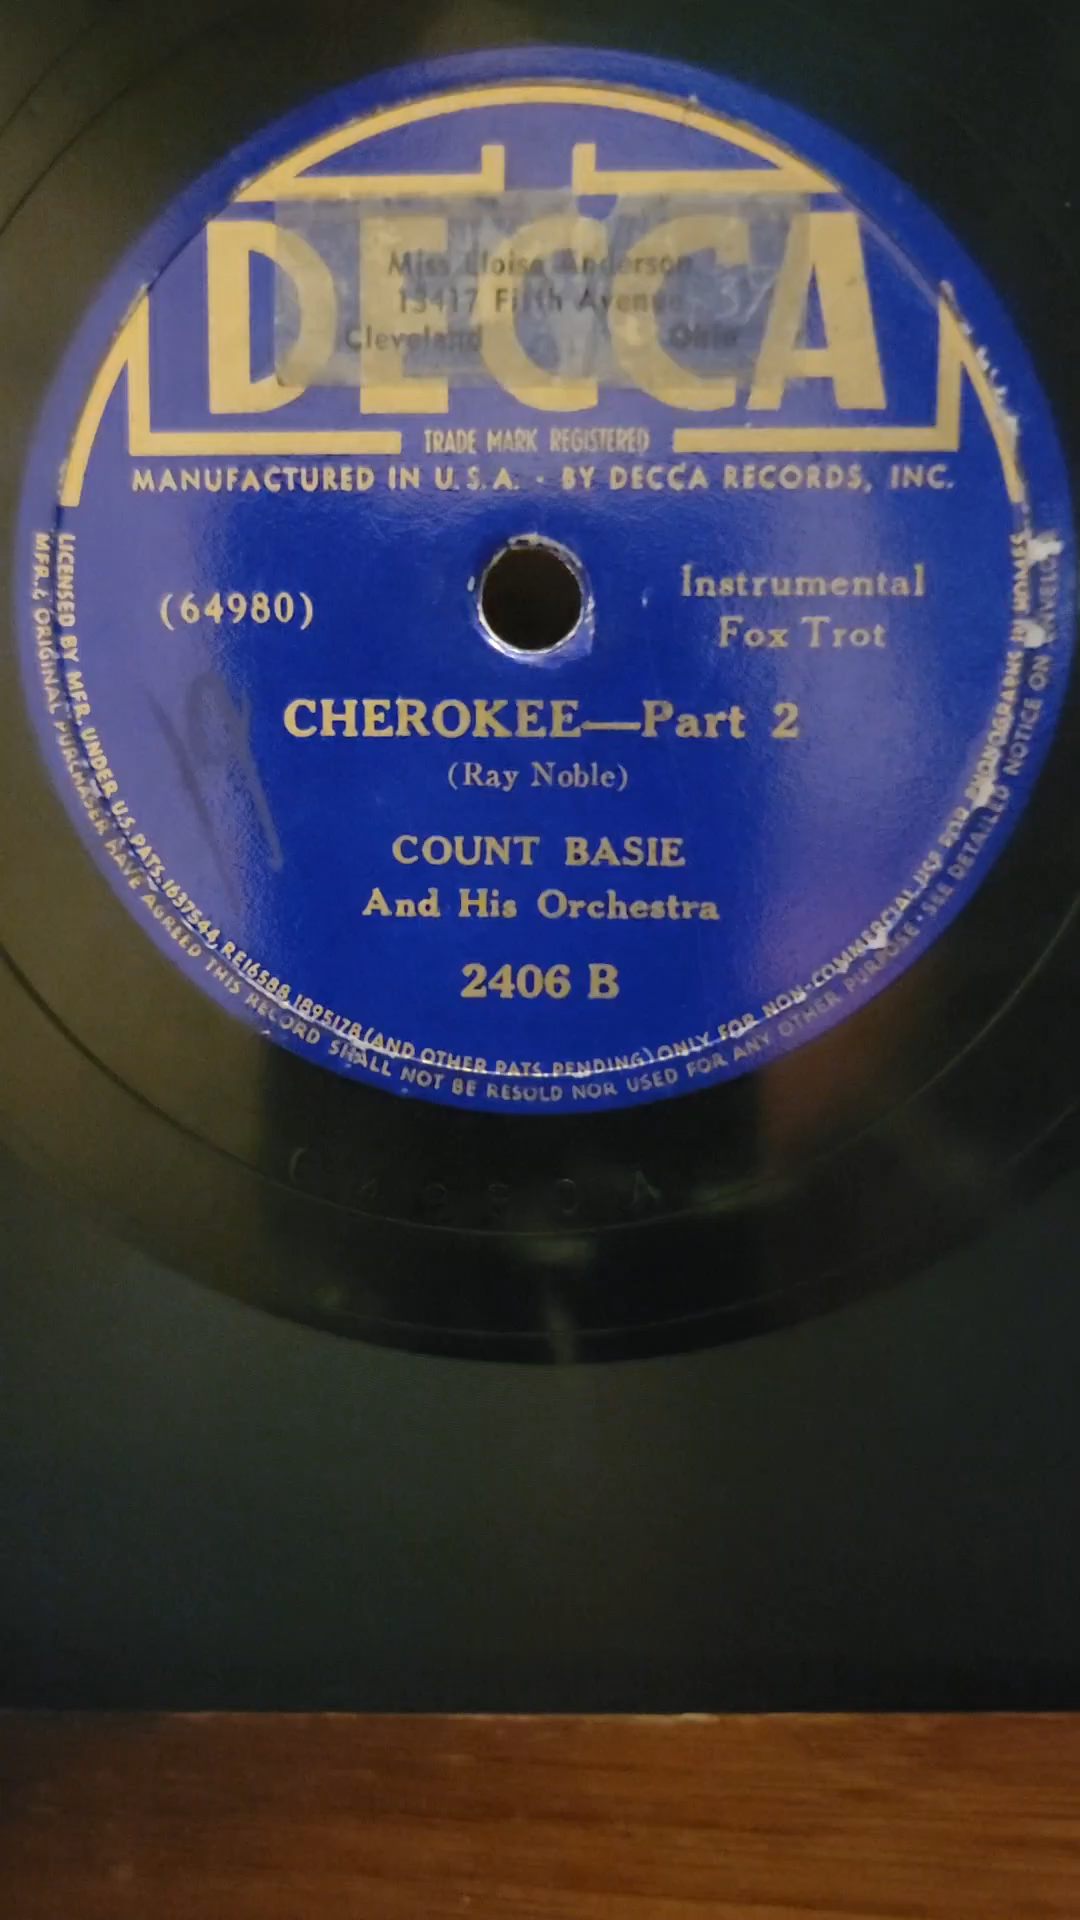 DECCA
Miss Eloise Anderson
13417 Fifth Avenue
Cleveland Ohio
TRADE MARK REGISTERED
MANUFACTURED IN U.S.A. · BY DECCA RECORDS, INC.
(64980)
Instrumental
Fox Trot
CHEROKEE—Part 2
(Ray Noble)
COUNT BASIE
And His Orchestra
2406 B
LICENSED BY MFR. UNDER U.S. PATS. 1637544, RE16588, 1895178 (AND OTHER PATS. PENDING) ONLY FOR NON-COMMERCIAL USE FOR PHONOGRAPHS IN HOMES.
MFR. & ORIGINAL PURCHASER HAVE AGREED THIS RECORD SHALL NOT BE RESOLD NOR USED FOR ANY OTHER PURPOSE · SEE DETAILED NOTICE ON ENVELOPE